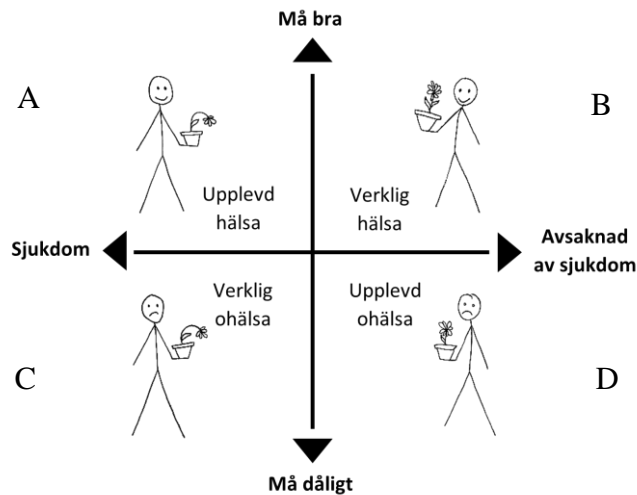 Må bra
A
B
Upplevd
hälsa
Verklig
hälsa
Sjukdom
Avsaknad
av sjukdom
Verklig
ohälsa
Upplevd
ohälsa
C
D
Må dåligt